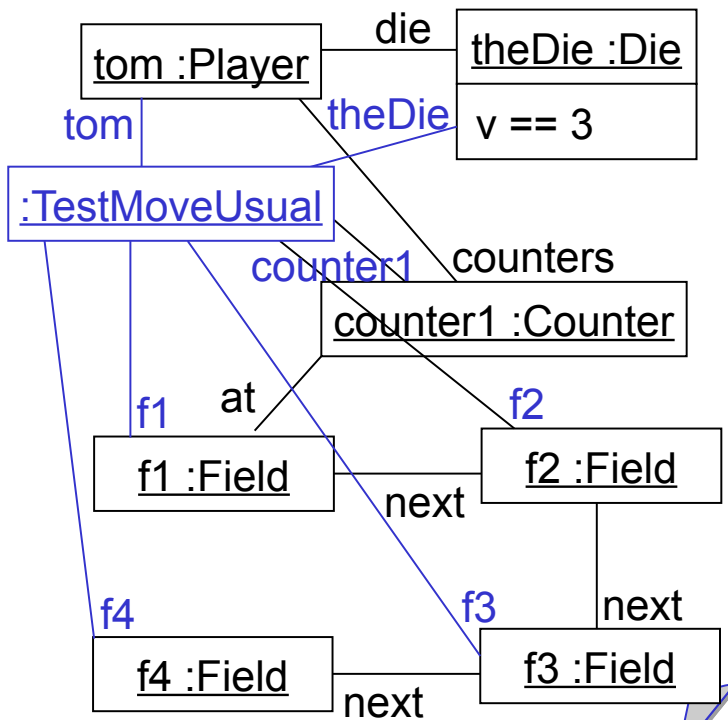 die
tom :Player
theDie :Die
tom
theDie
v == 3
:TestMoveUsual
counter1
counters
counter1 :Counter
at
f1
f2
f1 :Field
f2 :Field
next
f4
f3
next
f4 :Field
f3 :Field
next